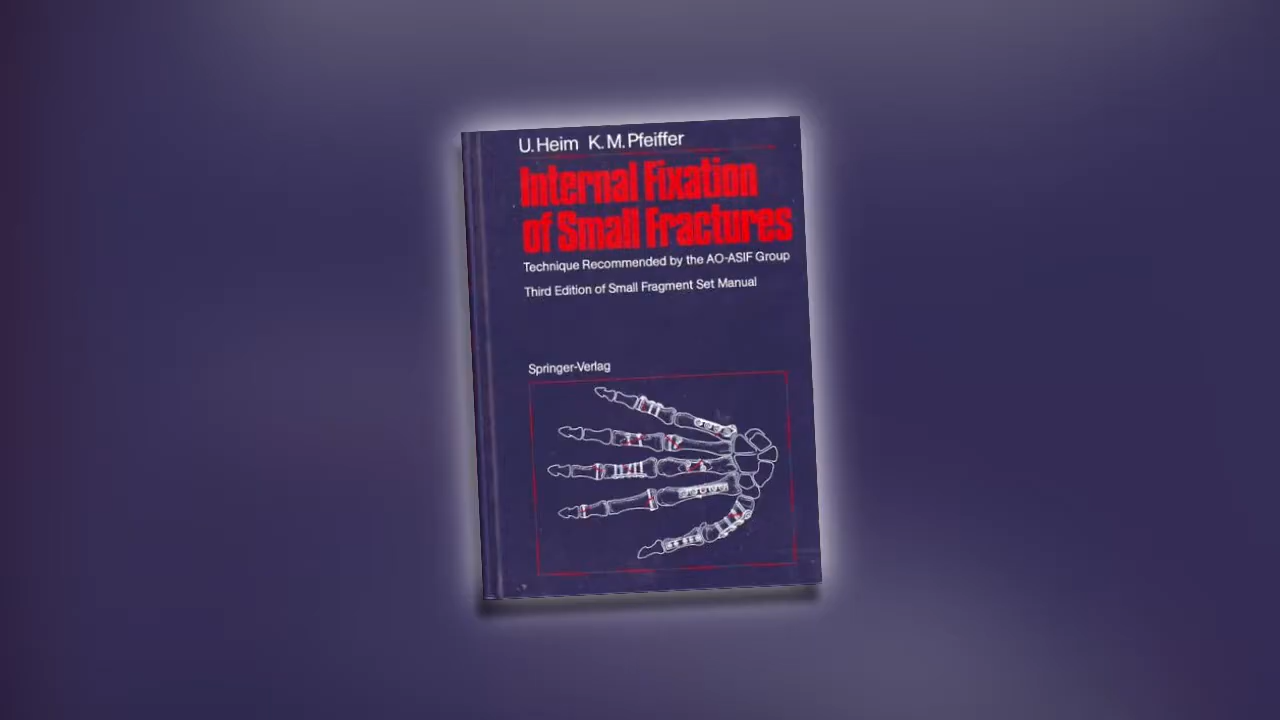 U. Heim K. M. Pfeiffer
Internal Fixation
of Small Fractures
Technique Recommended by the AO-ASIF Group
Third Edition of Small Fragment Set Manual
Springer-Verlag